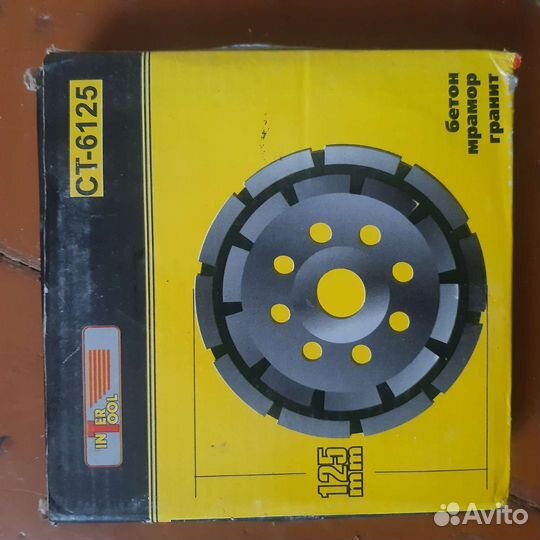 CT-6125
INTER
TOOL
бетон
мрамор
гранит
125
mm
Avito